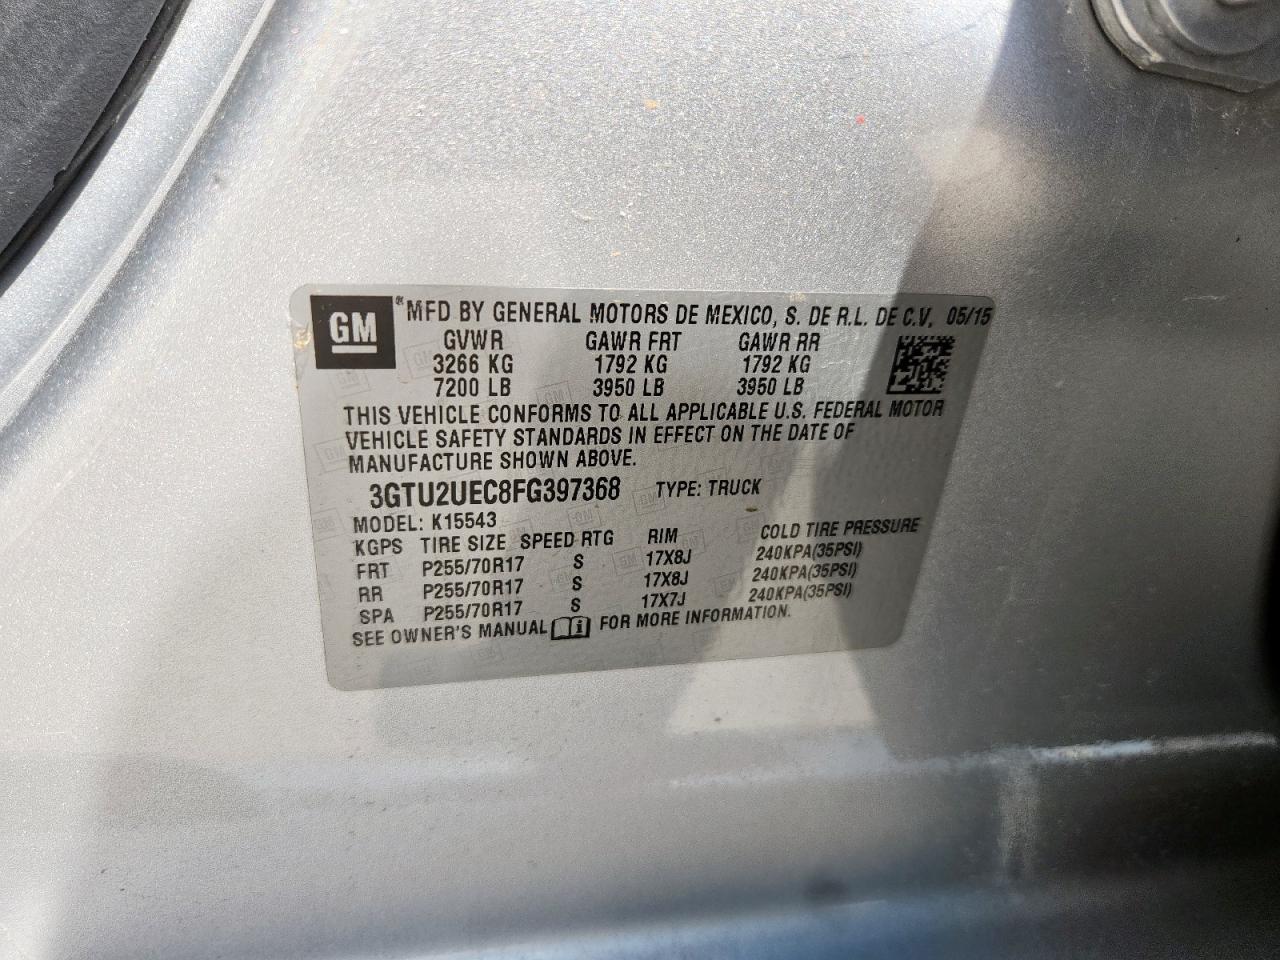 GM ® MFD BY GENERAL MOTORS DE MEXICO, S. DE R.L. DE C.V. 05/15
GVWR GAWR FRT GAWR RR
3266 KG 1792 KG 1792 KG
7200 LB 3950 LB 3950 LB
THIS VEHICLE CONFORMS TO ALL APPLICABLE U.S. FEDERAL MOTOR
VEHICLE SAFETY STANDARDS IN EFFECT ON THE DATE OF
MANUFACTURE SHOWN ABOVE.
3GTU2UEC8FG397368 TYPE: TRUCK
MODEL: K15543
KGPS TIRE SIZE SPEED RTG RIM COLD TIRE PRESSURE
FRT P255/70R17 S 17X8J 240KPA(35PSI)
RR P255/70R17 S 17X8J 240KPA(35PSI)
SPA P255/70R17 S 17X7J 240KPA(35PSI)
SEE OWNER'S MANUAL i FOR MORE INFORMATION.